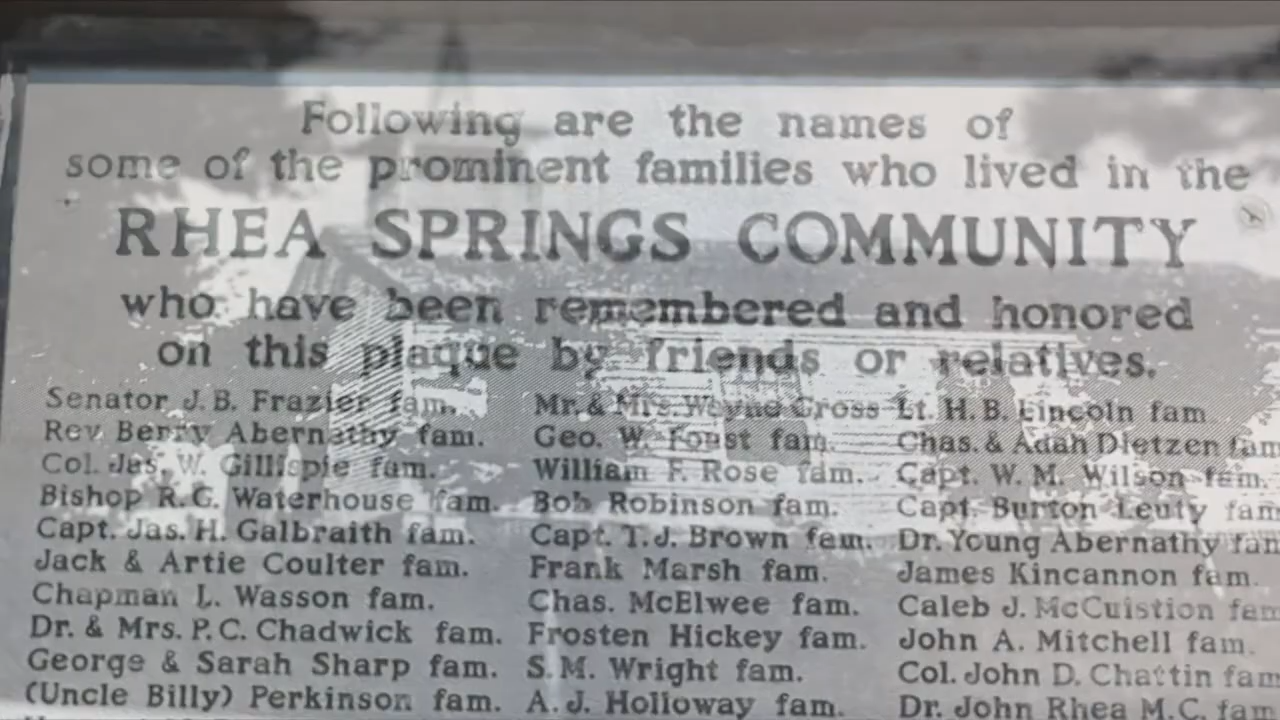 Following are the names of
some of the prominent families who lived in the
RHEA SPRINGS COMMUNITY
who have been remembered and honored
on this plaque by friends or relatives.
Senator J. B. Frazier fam.
Rev. Berry Abernathy fam.
Col. Jas. W. Gillispie fam.
Bishop R. G. Waterhouse fam.
Capt. Jas. H. Galbraith fam.
Jack & Artie Coulter fam.
Chapman L. Wasson fam.
Dr. & Mrs. P. C. Chadwick fam.
George & Sarah Sharp fam.
(Uncle Billy) Perkinson fam.
Mr. & Mrs. Wayne Gross
Geo. W. Foust fam.
William F. Rose fam.
Bob Robinson fam.
Capt. T. J. Brown fam.
Frank Marsh fam.
Chas. McElwee fam.
Frosten Hickey fam.
S. M. Wright fam.
A. J. Holloway fam.
Lt. H. B. Lincoln fam
Chas. & Adah Dietzen fam
Capt. W. M. Wilson fam.
Capt. Burton Leuty fam
Dr. Young Abernathy fam
James Kincannon fam.
Caleb J. McCuistion fam
John A. Mitchell fam.
Col. John D. Chattin fam
Dr. John Rhea M.C. fam